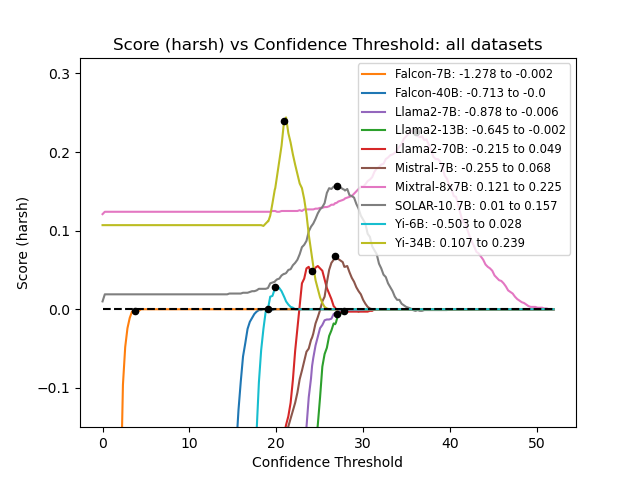 Score (harsh) vs Confidence Threshold: all datasets
Score (harsh)
0.3
0.2
0.1
0.0
−0.1
Falcon-7B: -1.278 to -0.002
Falcon-40B: -0.713 to -0.0
Llama2-7B: -0.878 to -0.006
Llama2-13B: -0.645 to -0.002
Llama2-70B: -0.215 to 0.049
Mistral-7B: -0.255 to 0.068
Mixtral-8x7B: 0.121 to 0.225
SOLAR-10.7B: 0.01 to 0.157
Yi-6B: -0.503 to 0.028
Yi-34B: 0.107 to 0.239
0 10 20 30 40 50
Confidence Threshold